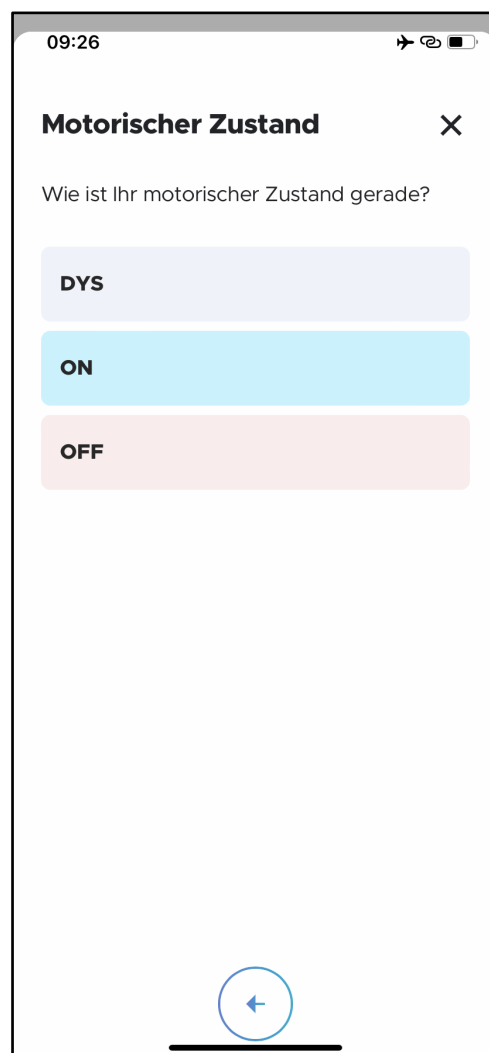 09:26
Motorischer Zustand
Wie ist Ihr motorischer Zustand gerade?
DYS
ON
OFF